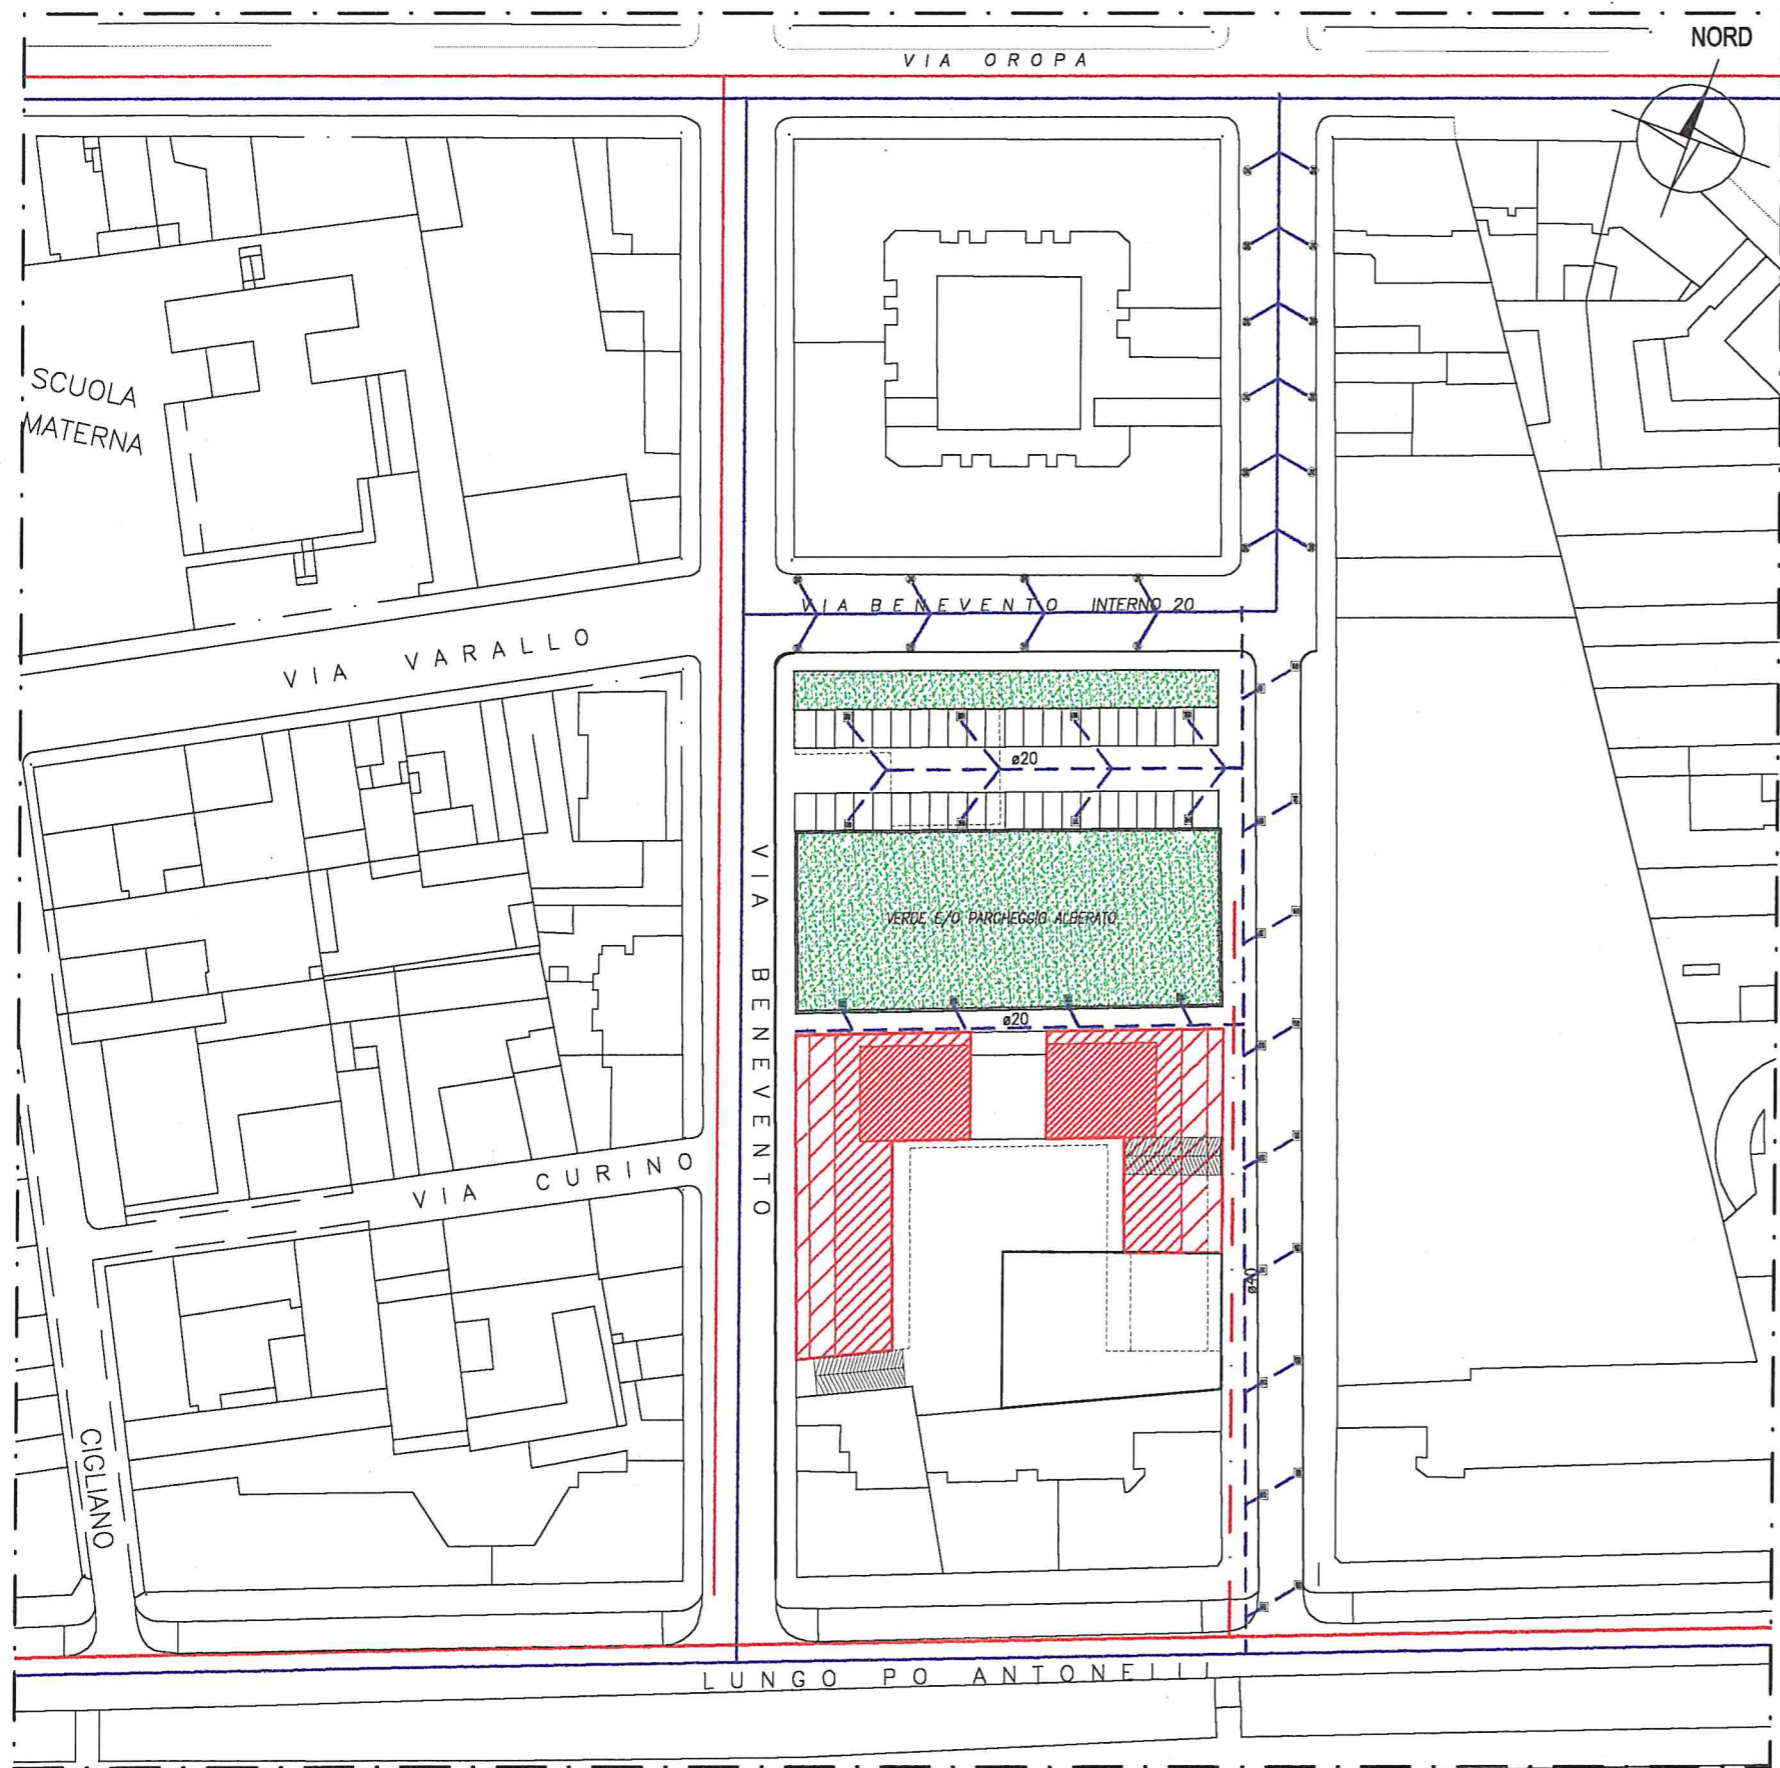 VIA OROPA
NORD
SCUOLA
MATERNA
VIA BENEVENTO INTERNO 20
VIA VARALLO
ø20
VIA BENEVENTO
VERDE E/O PARCHEGGIO ALBERATO
ø20
VIA CURINO
ø40
CIGLIANO
LUNGO PO ANTONELLI